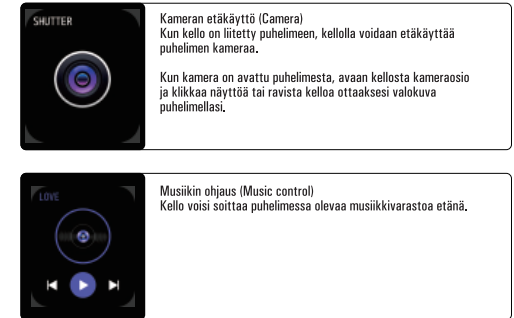 SHUTTER
Kameran etäkäyttö (Camera)
Kun kello on liitetty puhelimeen, kellolla voidaan etäkäyttää
puhelimen kameraa.
Kun kamera on avattu puhelimesta, avaan kellosta kameraosio
ja klikkaa näyttöä tai ravista kelloa ottaaksesi valokuva
puhelimellasi.
LOVE
Musiikin ohjaus (Music control)
Kello voisi soittaa puhelimessa olevaa musiikkivarastoa etänä.